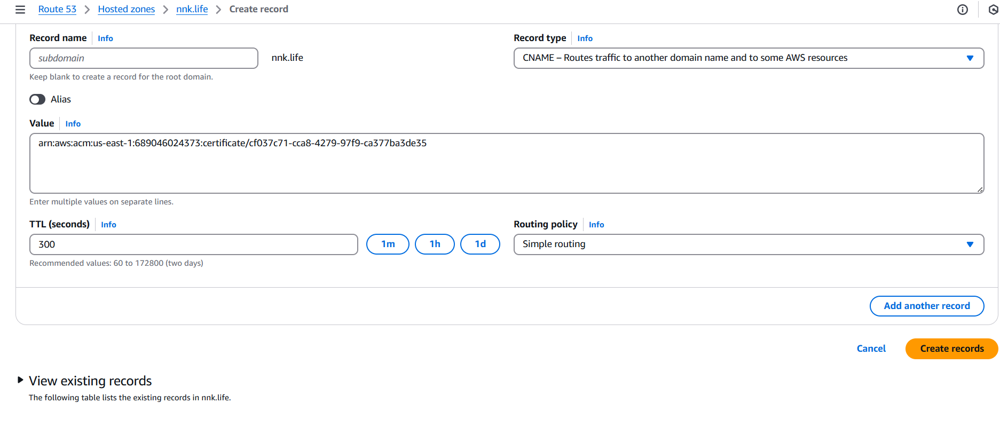 Route 53 > Hosted zones > nnk.life > Create record
Record name Info
Record type Info
subdomain
nnk.life
CNAME – Routes traffic to another domain name and to some AWS resources
Keep blank to create a record for the root domain.
Alias
Value Info
arn:aws:acm:us-east-1:689046024373:certificate/cf037c71-cca8-4279-97f9-ca377ba3de35
Enter multiple values on separate lines.
TTL (seconds) Info
Routing policy Info
300
1m
1h
1d
Simple routing
Recommended values: 60 to 172800 (two days)
Add another record
Cancel
Create records
View existing records
The following table lists the existing records in nnk.life.